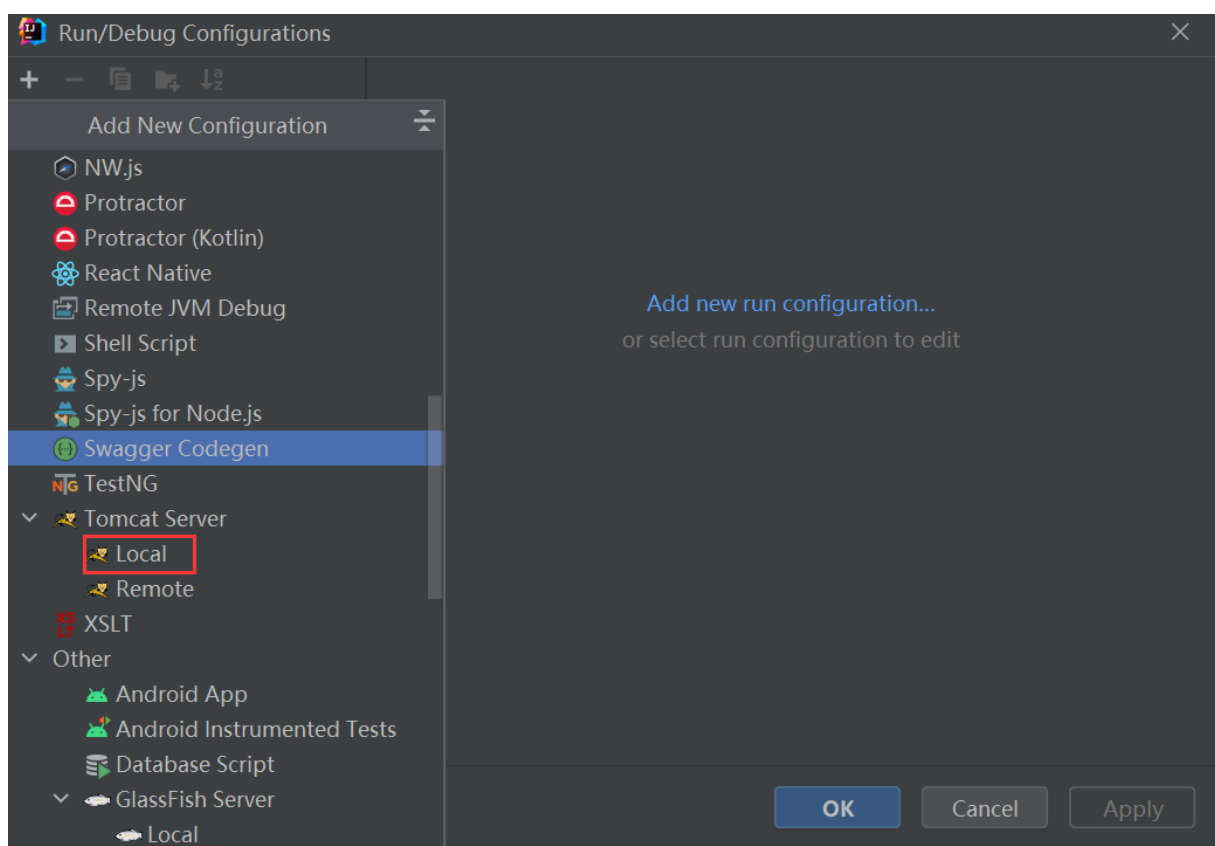 Run/Debug Configurations
Add New Configuration
NW.js
Protractor
Protractor (Kotlin)
React Native
Remote JVM Debug
Shell Script
Spy-js
Spy-js for Node.js
Swagger Codegen
TestNG
Tomcat Server
Local
Remote
XSLT
Other
Android App
Android Instrumented Tests
Database Script
GlassFish Server
Local
Add new run configuration...
or select run configuration to edit
OK Cancel Apply